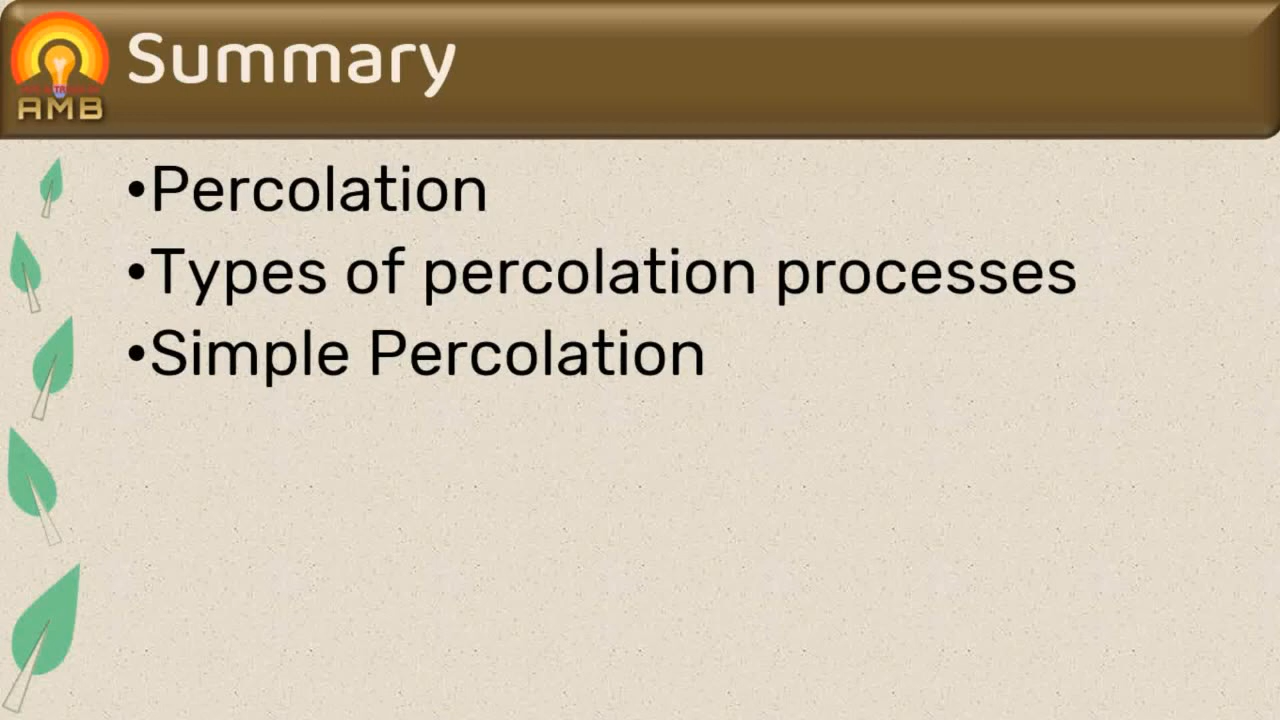 Summary
AMB
•Percolation
•Types of percolation processes
•Simple Percolation